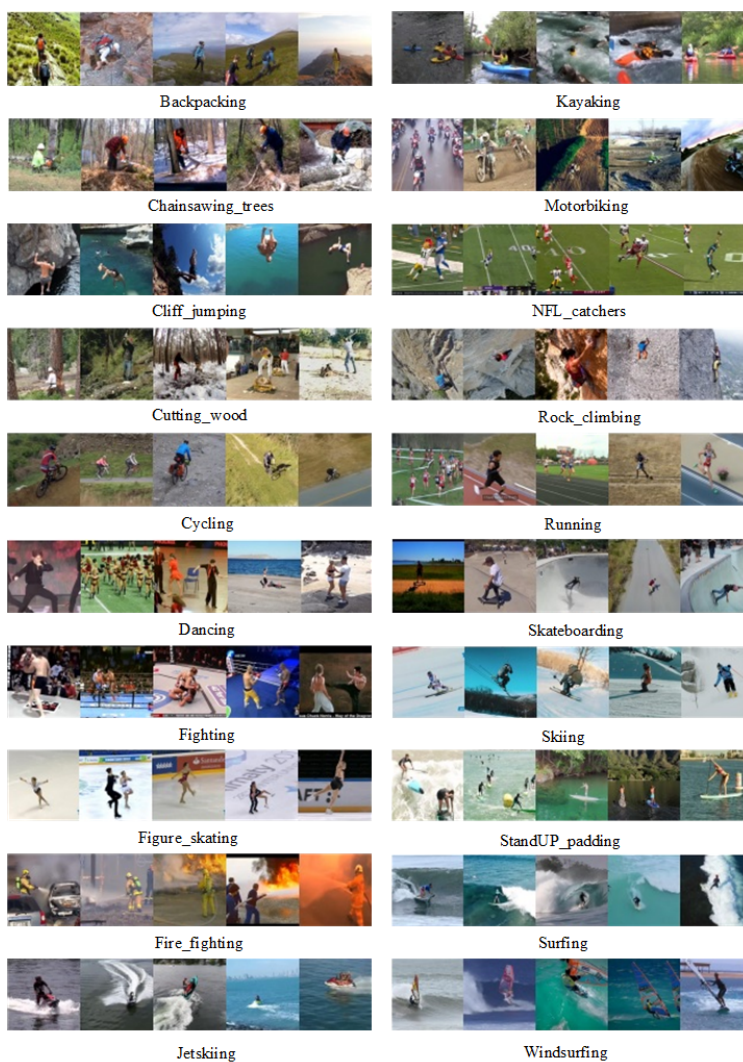 Backpacking
Kayaking
Chainsawing_trees
Motorbiking
Cliff_jumping
NFL_catchers
Cutting_wood
Rock_climbing
Cycling
Running
Dancing
Skateboarding
Fighting
Skiing
Figure_skating
StandUP_padding
Fire_fighting
Surfing
Jetskiing
Windsurfing